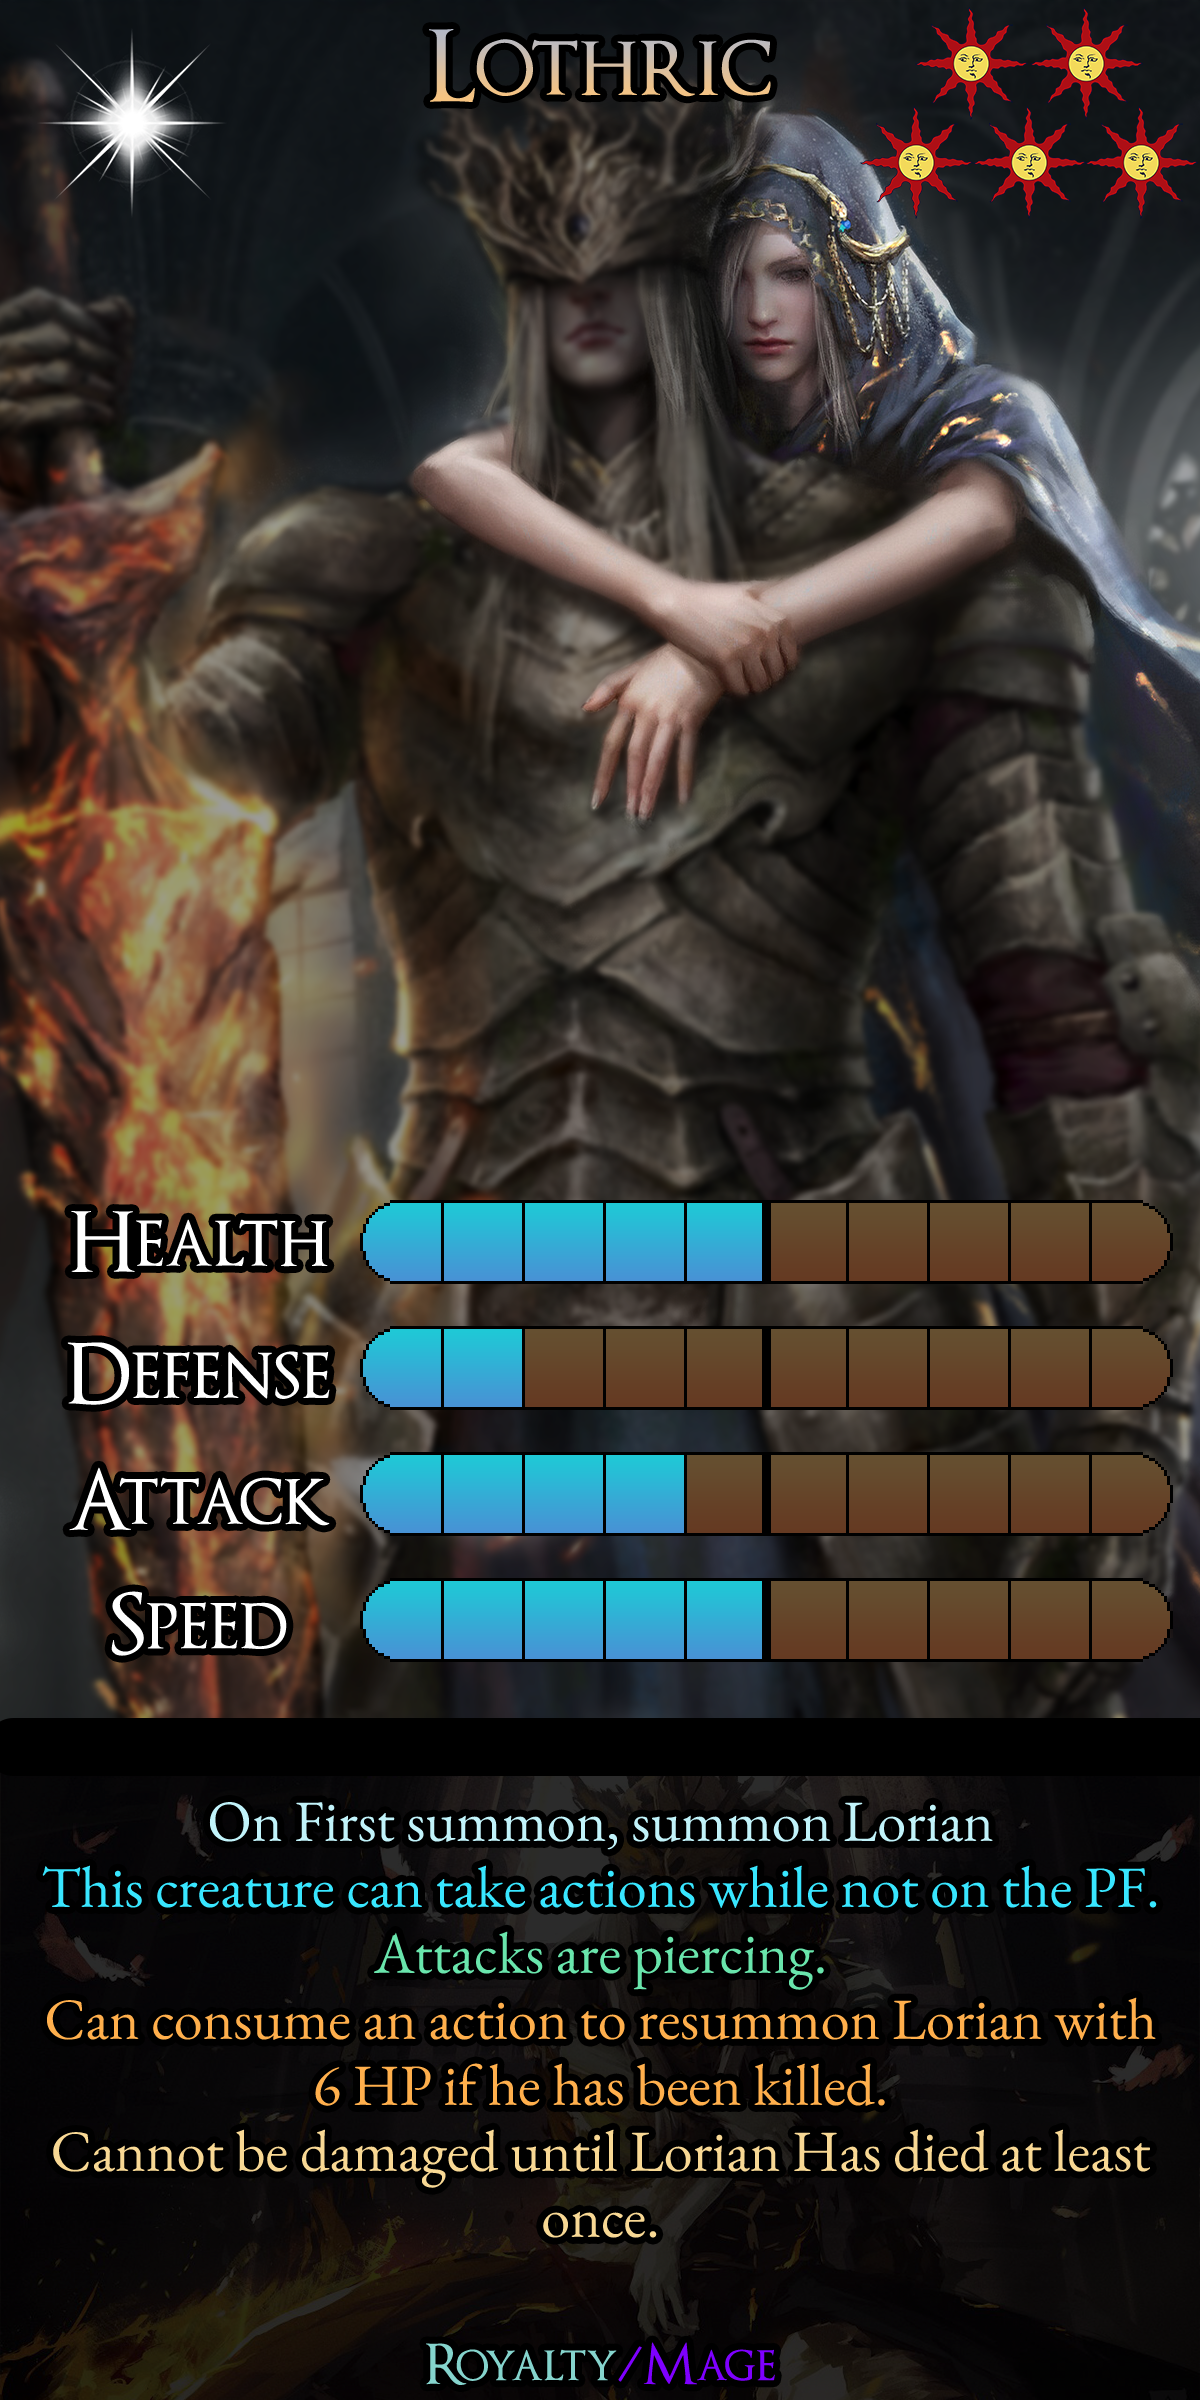 Lothric
Health
Defense
Attack
Speed
On First summon, summon Lorian
This creature can take actions while not on the PF.
Attacks are piercing.
Can consume an action to resummon Lorian with
6 HP if he has been killed.
Cannot be damaged until Lorian Has died at least
once.
Royalty/Mage